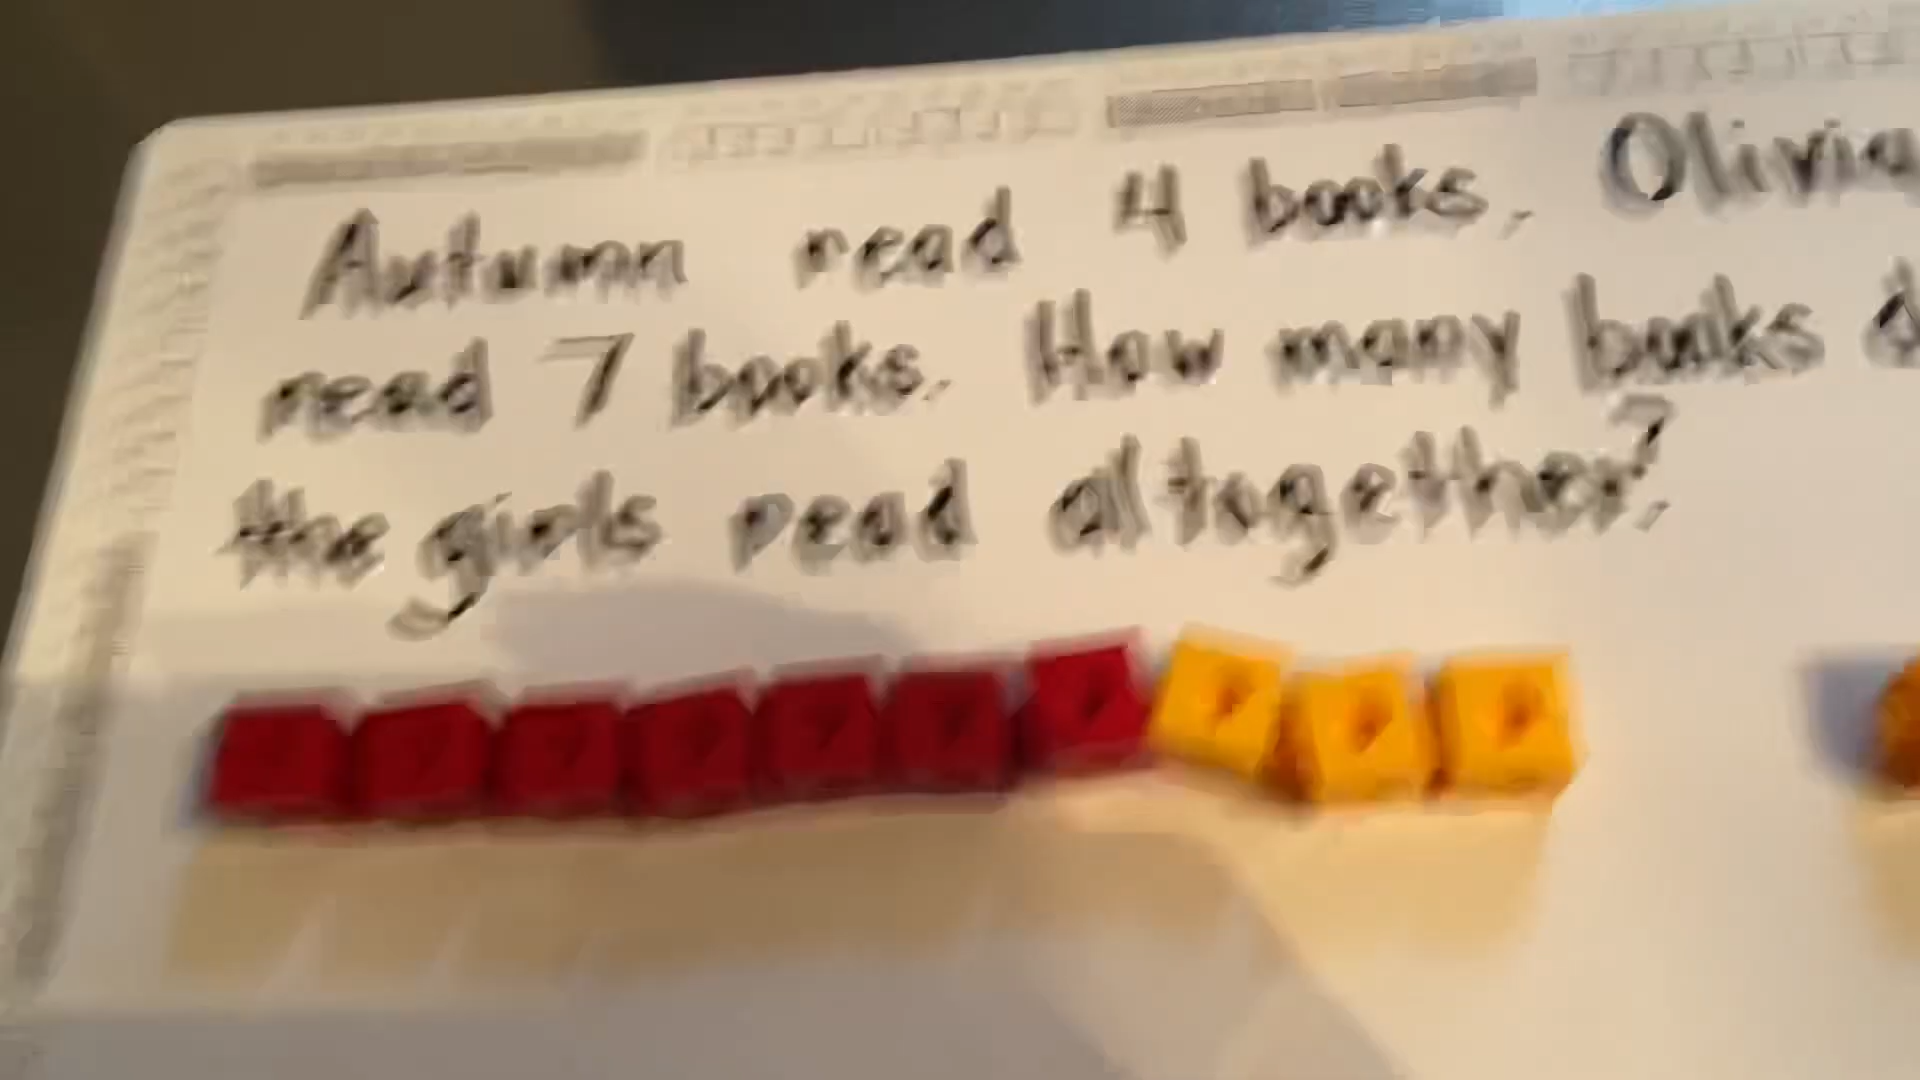 Autumn read 4 books. Olivia
read 7 books. How many books d
the girls read altogether?